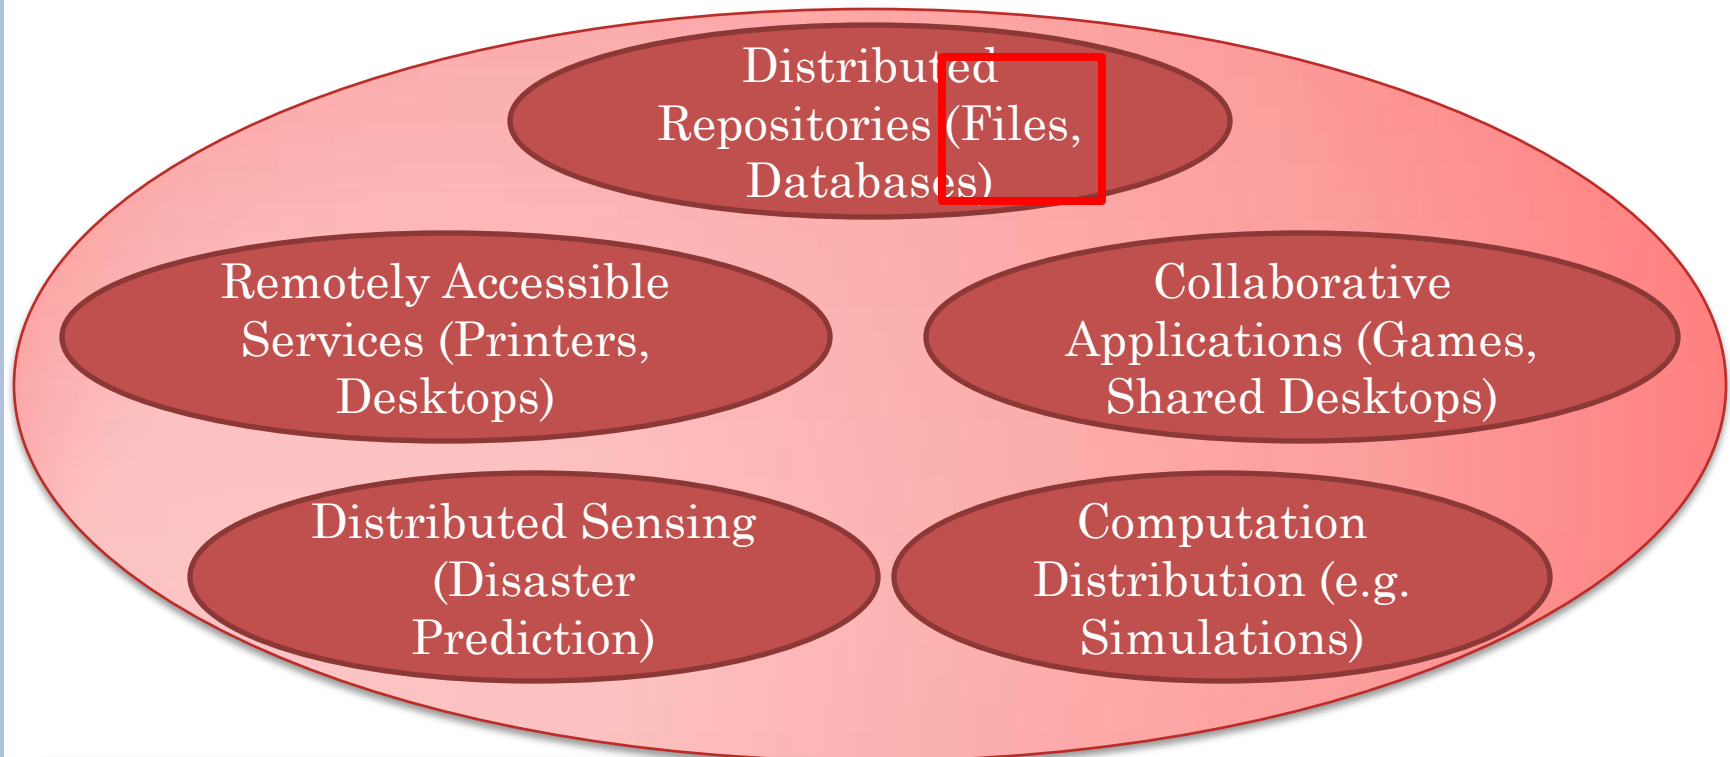 Distributed
Repositories (Files,
Databases)
Remotely Accessible
Services (Printers,
Desktops)
Collaborative
Applications (Games,
Shared Desktops)
Distributed Sensing
(Disaster
Prediction)
Computation
Distribution (e.g.
Simulations)